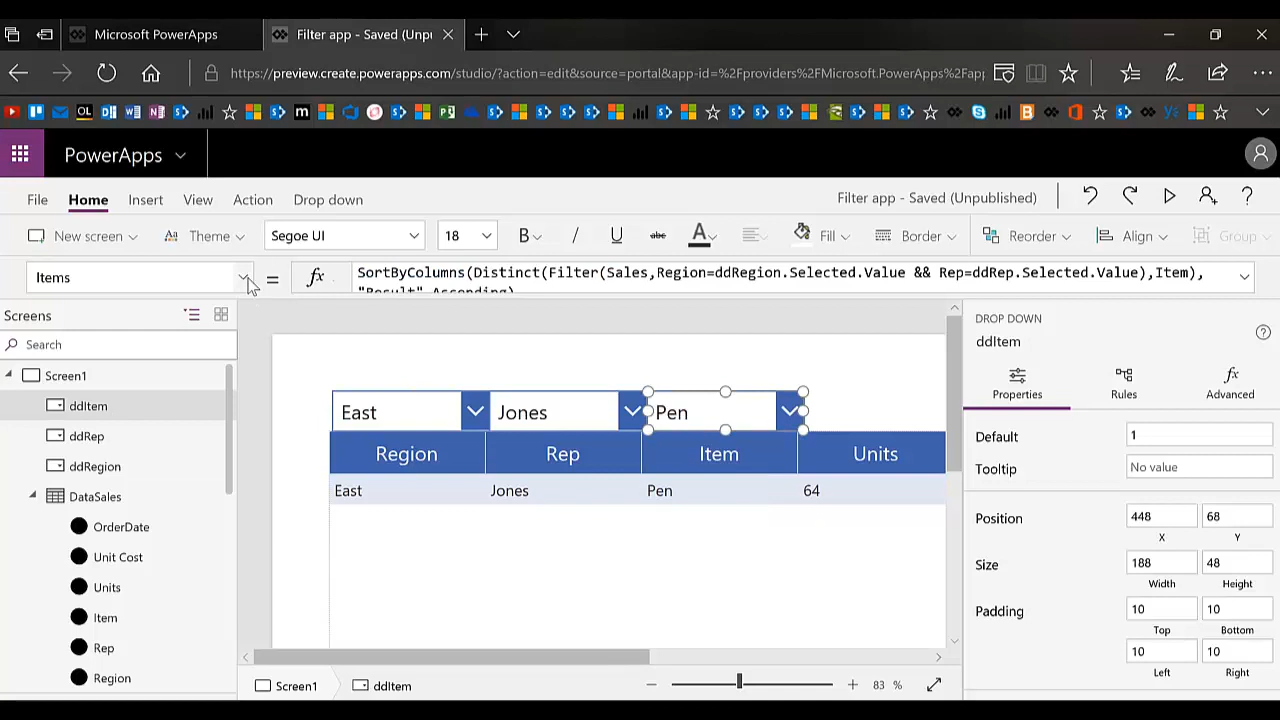 Microsoft PowerApps
Filter app - Saved (Unpu
https://preview.create.powerapps.com/studio/?action=edit&source=portal&app-id=%2Fproviders%2FMicrosoft.PowerApps%2Fapp
PowerApps
File Home Insert View Action Drop down
Filter app - Saved (Unpublished)
New screen Theme Segoe UI 18 B / U abc A Fill Border Reorder Align Group
Items = fx SortByColumns(Distinct(Filter(Sales,Region=ddRegion.Selected.Value && Rep=ddRep.Selected.Value),Item),
"Result",Ascending)
Screens
Search
Screen1
ddItem
ddRep
ddRegion
DataSales
OrderDate
Unit Cost
Units
Item
Rep
Region
East Jones Pen
Region Rep Item Units
East Jones Pen 64
Screen1 ddItem 83 %
DROP DOWN
ddItem
Properties Rules Advanced
Default 1
Tooltip No value
Position 448 68
X Y
Size 188 48
Width Height
Padding 10 10
Top Bottom
10 10
Left Right